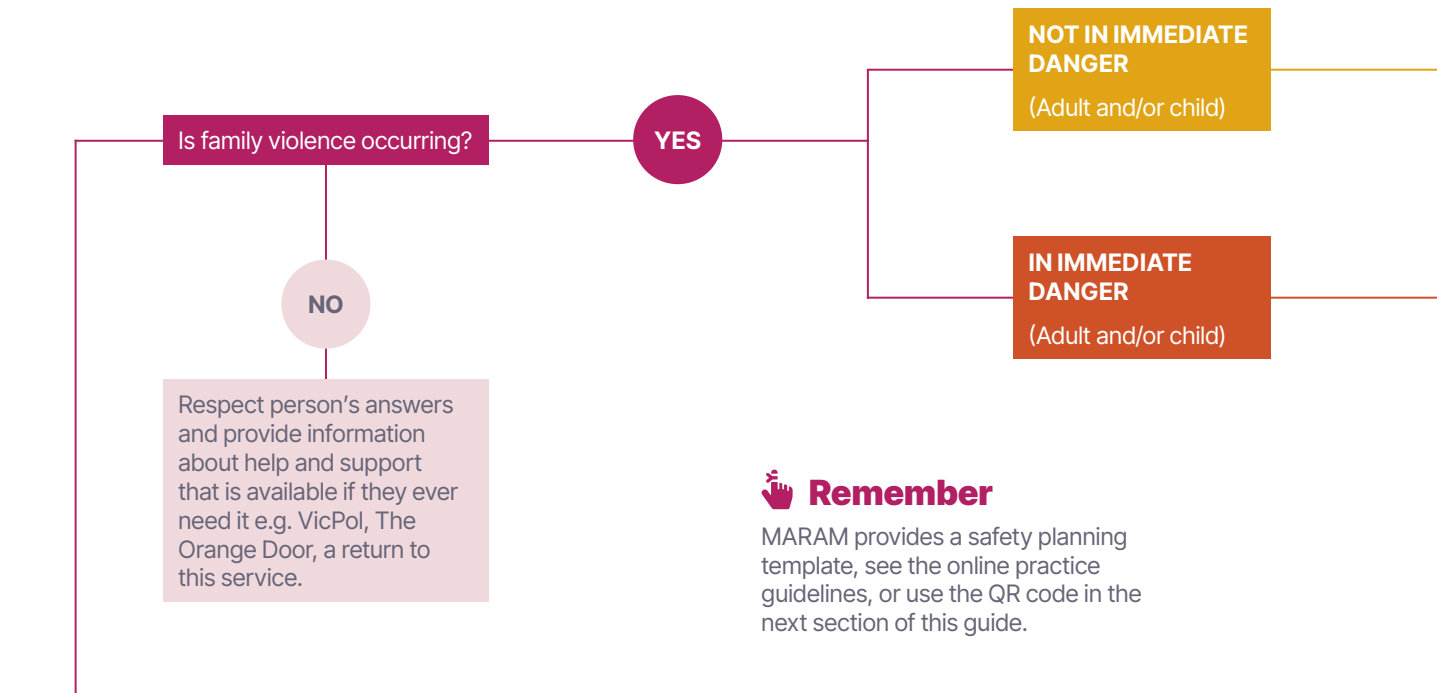 Is family violence occurring?
YES
NOT IN IMMEDIATE
DANGER
(Adult and/or child)
IN IMMEDIATE
DANGER
(Adult and/or child)
NO
Respect person’s answers
and provide information
about help and support
that is available if they ever
need it e.g. VicPol, The
Orange Door, a return to
this service.
Remember
MARAM provides a safety planning
template, see the online practice
guidelines, or use the QR code in the
next section of this guide.